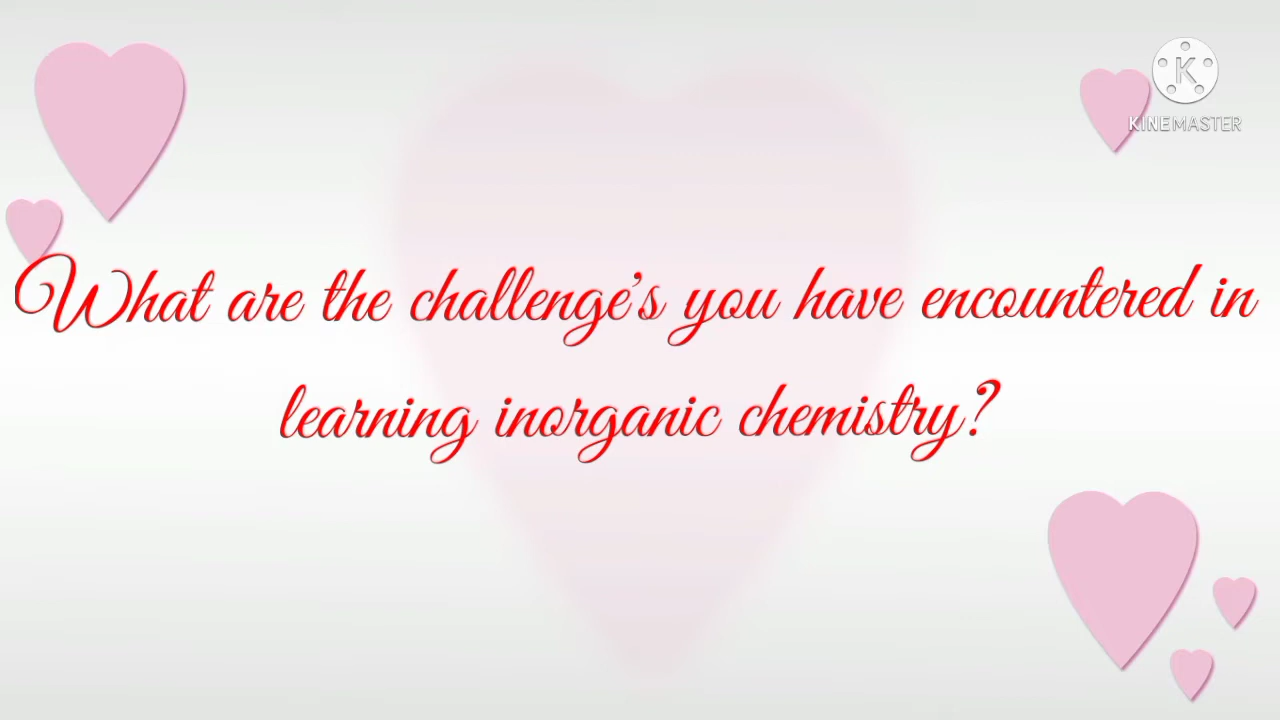 KINEMASTER
What are the challenge's you have encountered in
learning inorganic chemistry?